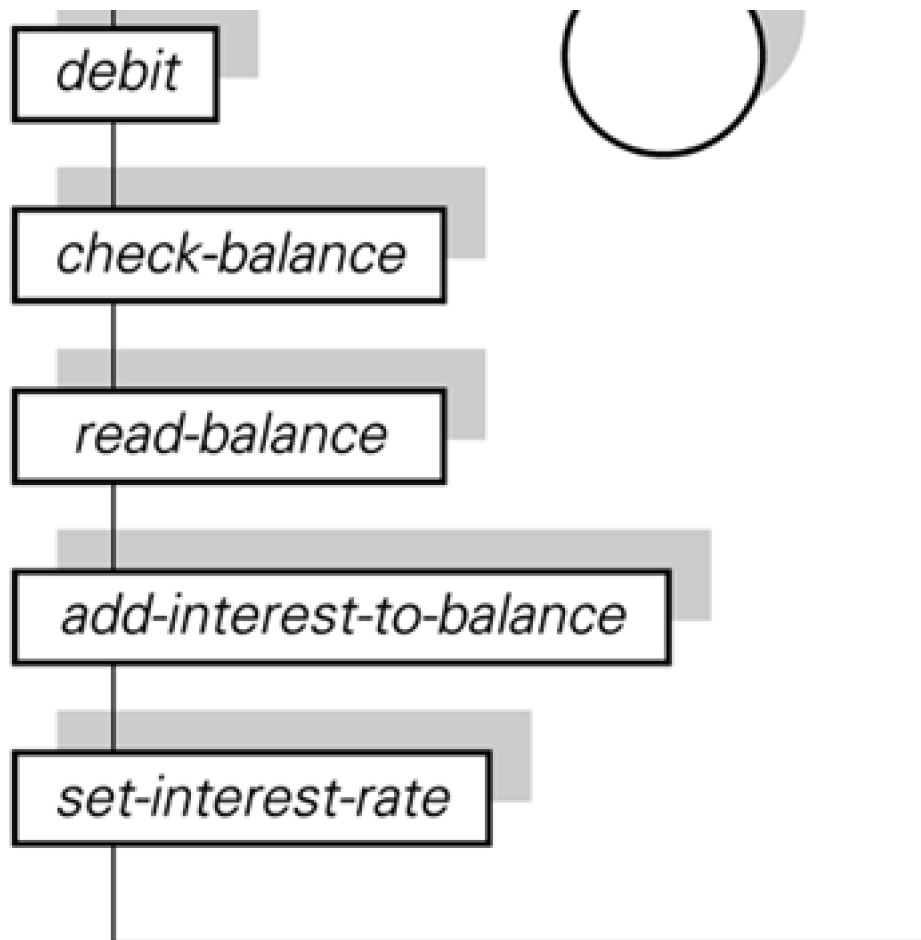 debit
check-balance
read-balance
add-interest-to-balance
set-interest-rate